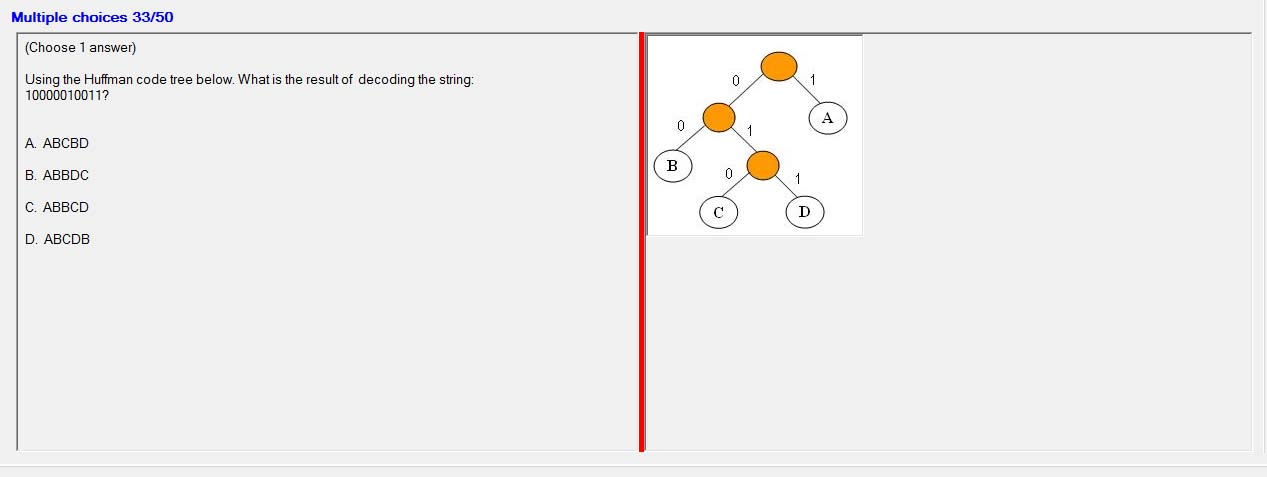 Multiple choices 33/50
(Choose 1 answer)
Using the Huffman code tree below. What is the result of decoding the string:
10000010011?
A. ABCBD
B. ABBDC
C. ABBCD
D. ABCDB
0 1
A
0 1
B
0 1
C D